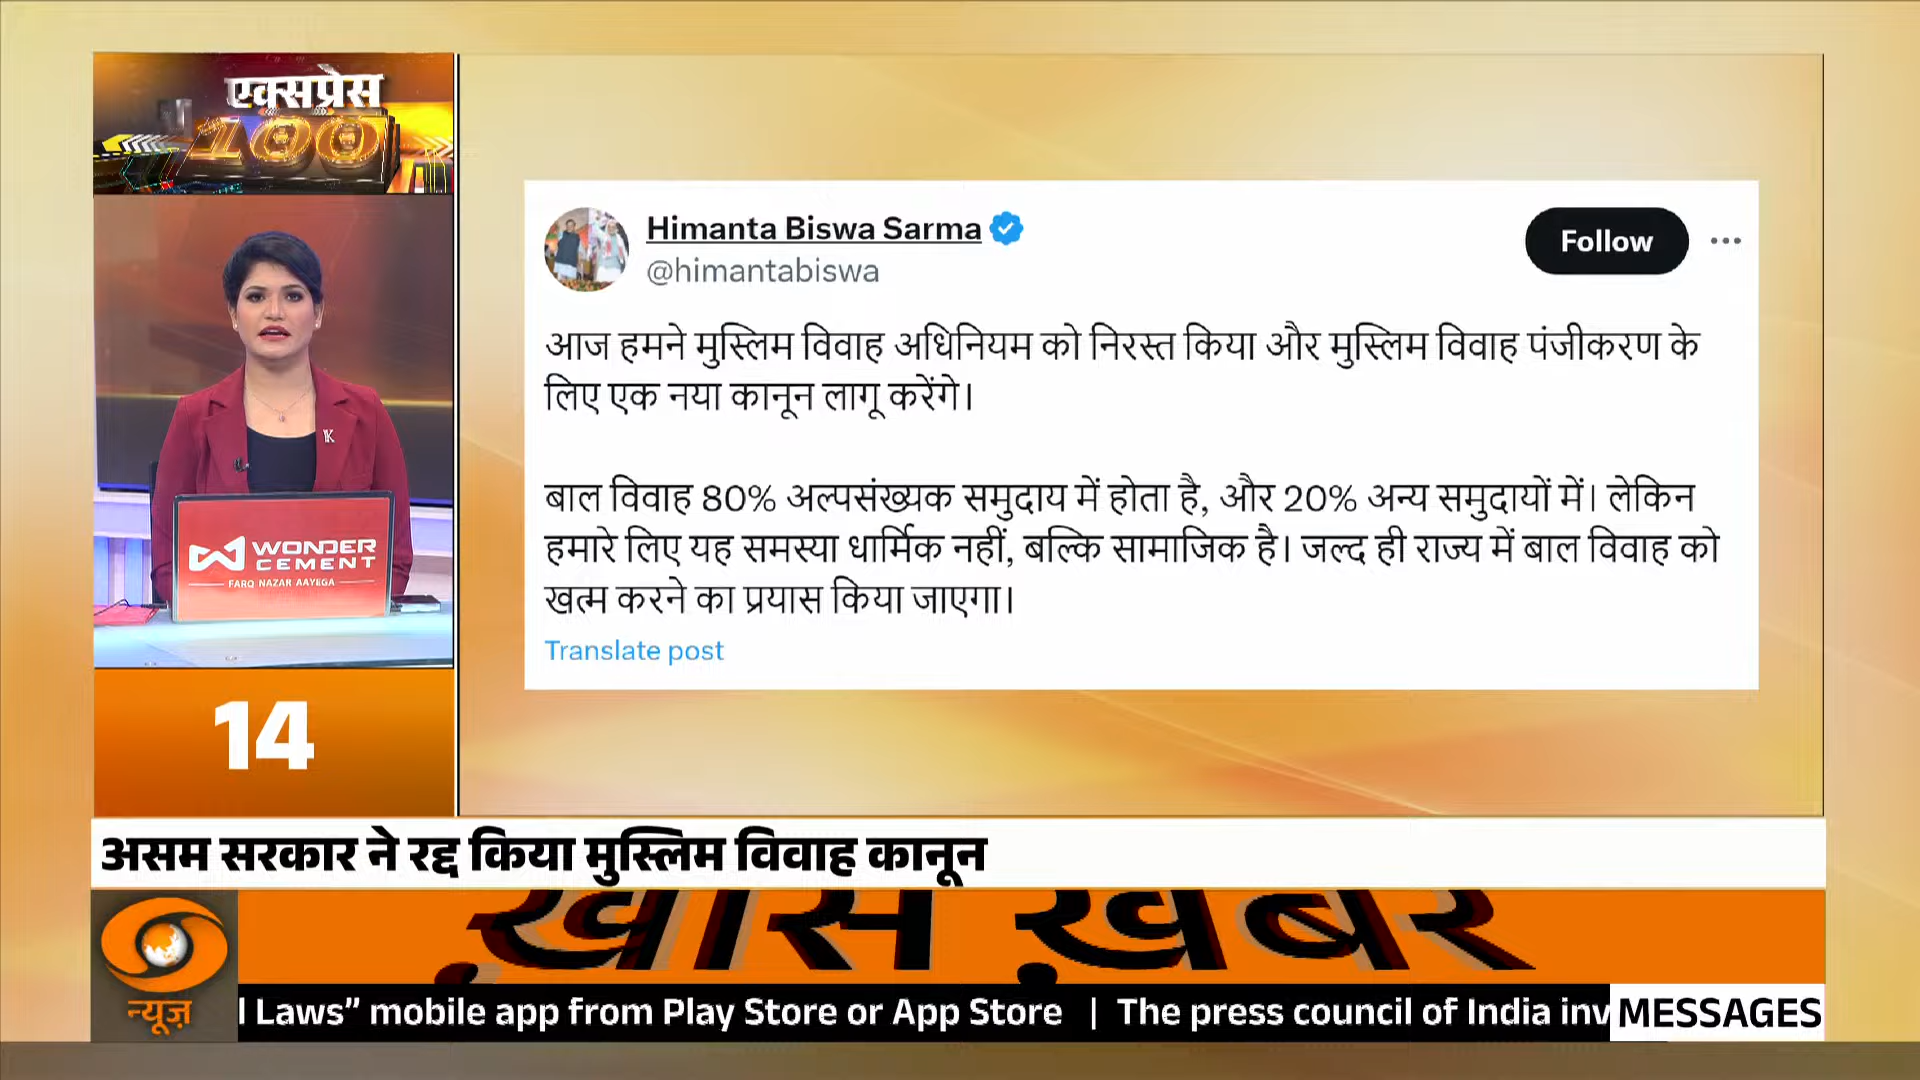 एक्सप्रेस
100
Himanta Biswa Sarma
@himantabiswa
Follow
आज हमने मुस्लिम विवाह अधिनियम को निरस्त किया और मुस्लिम विवाह पंजीकरण के
लिए एक नया कानून लागू करेंगे।
बाल विवाह 80% अल्पसंख्यक समुदाय में होता है, और 20% अन्य समुदायों में। लेकिन
हमारे लिए यह समस्या धार्मिक नहीं, बल्कि सामाजिक है। जल्द ही राज्य में बाल विवाह को
खत्म करने का प्रयास किया जाएगा।
Translate post
WONDER
CEMENT
FARQ NAZAR AAYEGA
14
असम सरकार ने रद्द किया मुस्लिम विवाह कानून
ख़ास ख़बर
न्यूज़
l Laws” mobile app from Play Store or App Store | The press council of India inv
MESSAGES